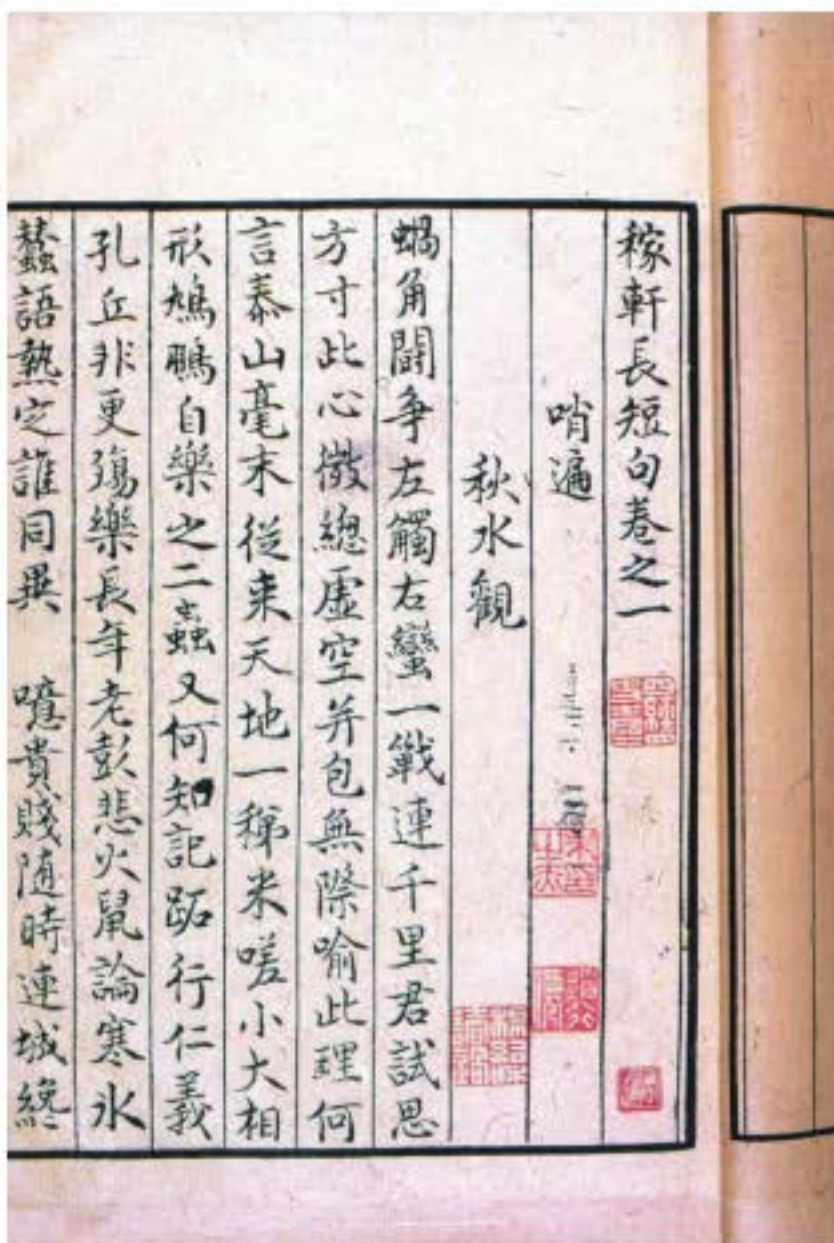 稼軒長短句卷之一
哨遍
秋水觀
蝸角鬪争左觸右蠻一戰連千里君試思
方寸此心微總虛空并包無際喻此理何
言泰山毫末從来天地一稊米嗟小大相
形鳩鵬自樂之二蟲又何知記跖行仁義
孔丘非更殤樂長年老彭悲火鼠論寒氷
蠶語熱定誰同異　噫貴賤随時連城纔